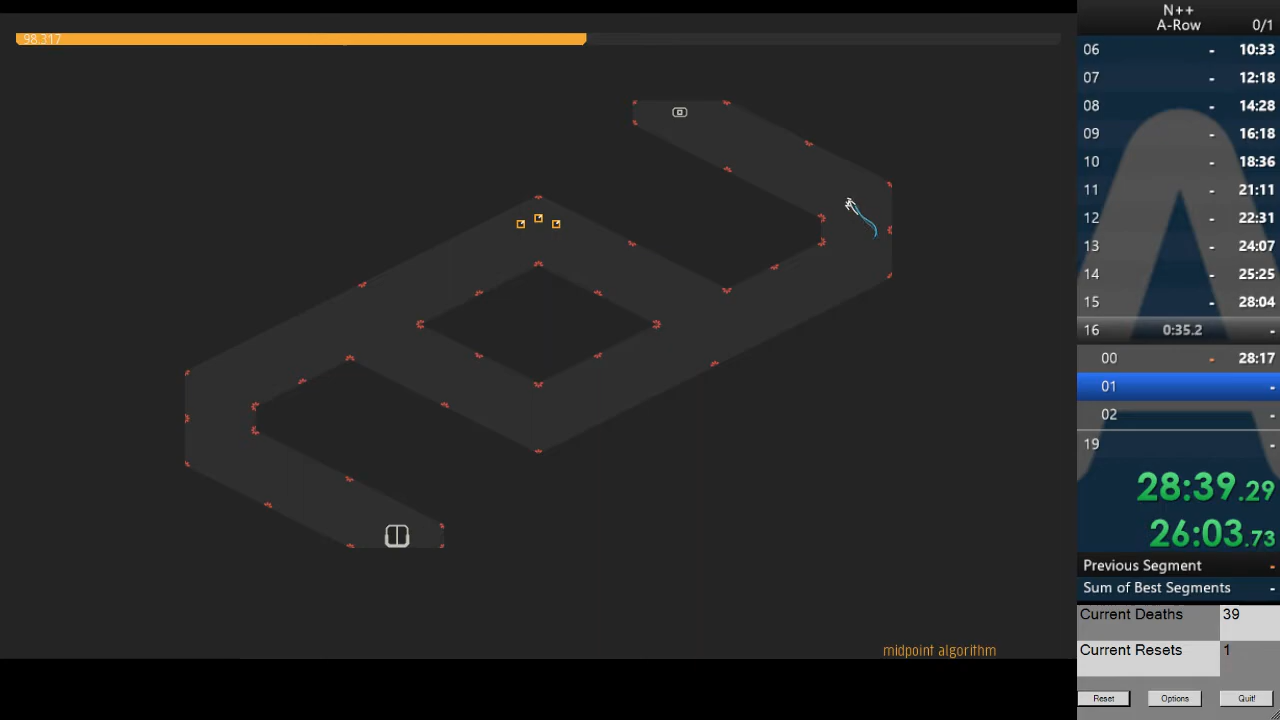 98.317
midpoint algorithm
N++
A-Row 0/1
06 - 10:33
07 - 12:18
08 - 14:28
09 - 16:18
10 - 18:36
11 - 21:11
12 - 22:31
13 - 24:07
14 - 25:25
15 - 28:04
16 0:35.2 -
00 - 28:17
01 -
02 -
19 -
28:39.29
26:03.73
Previous Segment -
Sum of Best Segments -
Current Deaths 39
Current Resets 1
Reset Options Quit!